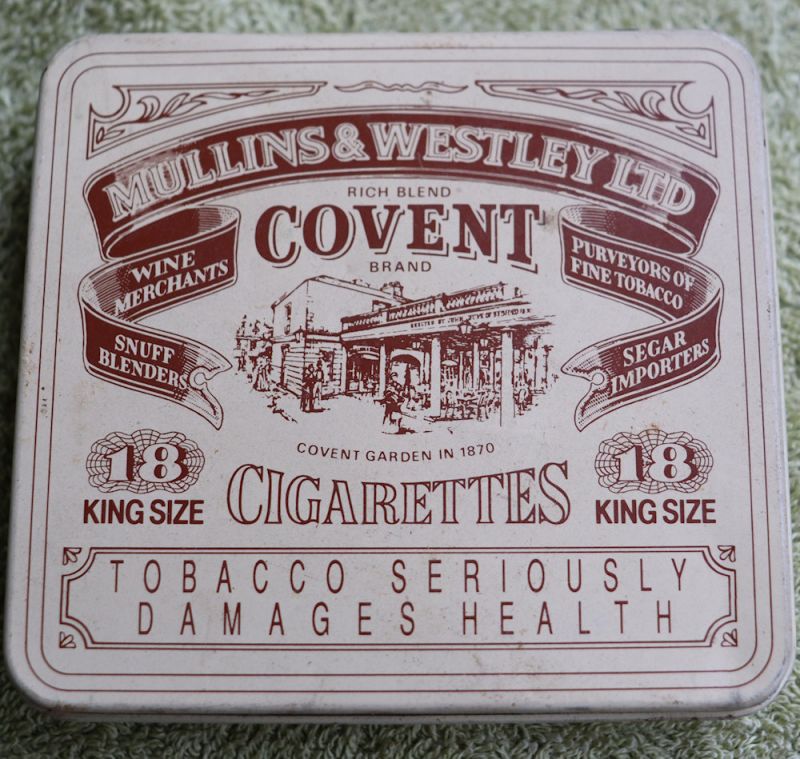 MULLINS & WESTLEY LTD
RICH BLEND
COVENT
BRAND
WINE
MERCHANTS
SNUFF
BLENDERS
PURVEYORS OF
FINE TOBACCO
SEGAR
IMPORTERS
COVENT GARDEN IN 1870
18
KING SIZE
CIGARETTES
18
KING SIZE
TOBACCO SERIOUSLY
DAMAGES HEALTH